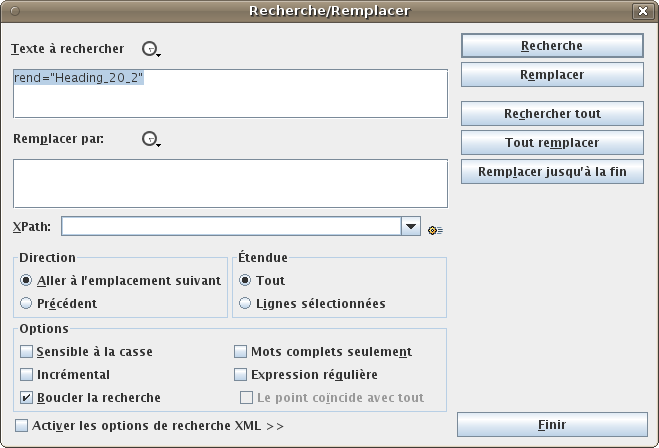 Recherche/Remplacer
Texte à rechercher
rend="Heading_20_2"
Remplacer par:
XPath:
Direction
Aller à l'emplacement suivant
Précédent
Étendue
Tout
Lignes sélectionnées
Options
Sensible à la casse
Mots complets seulement
Incrémental
Expression régulière
Boucler la recherche
Le point coïncide avec tout
Activer les options de recherche XML >>
Recherche
Remplacer
Rechercher tout
Tout remplacer
Remplacer jusqu'à la fin
Finir